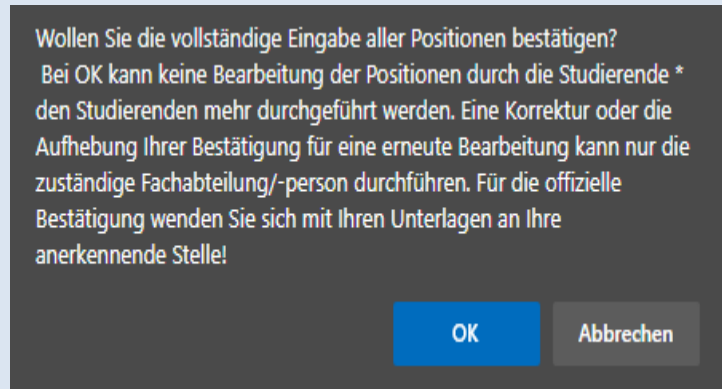 Wollen Sie die vollständige Eingabe aller Positionen bestätigen?
Bei OK kann keine Bearbeitung der Positionen durch die Studierende *
den Studierenden mehr durchgeführt werden. Eine Korrektur oder die
Aufhebung Ihrer Bestätigung für eine erneute Bearbeitung kann nur die
zuständige Fachabteilung/-person durchführen. Für die offizielle
Bestätigung wenden Sie sich mit Ihren Unterlagen an Ihre
anerkennende Stelle!
OK Abbrechen